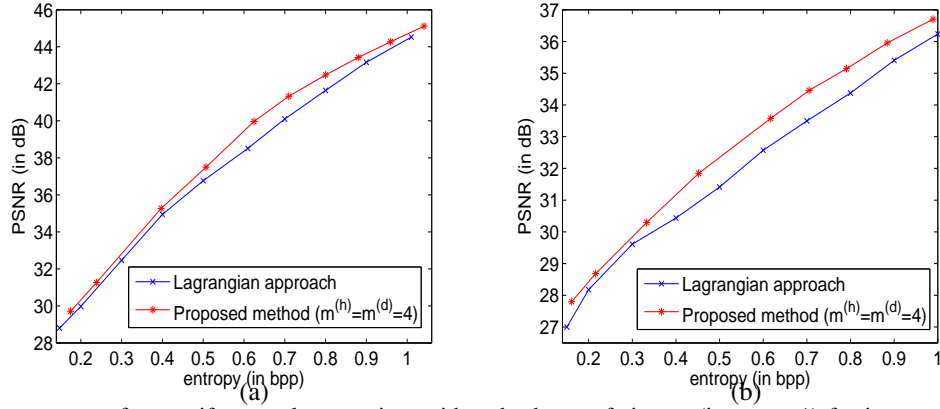 46
44
42
40
38
36
34
32
30
28
PSNR (in dB)
0.2 0.3 0.4 0.5 0.6 0.7 0.8 0.9 1
entropy (in bpp)
Lagrangian approach
Proposed method (m^(h)=m^(d)=4)
(a)
37
36
35
34
33
32
31
30
29
28
27
PSNR (in dB)
0.2 0.3 0.4 0.5 0.6 0.7 0.8 0.9 1
entropy (in bpp)
Lagrangian approach
Proposed method (m^(h)=m^(d)=4)
(b)